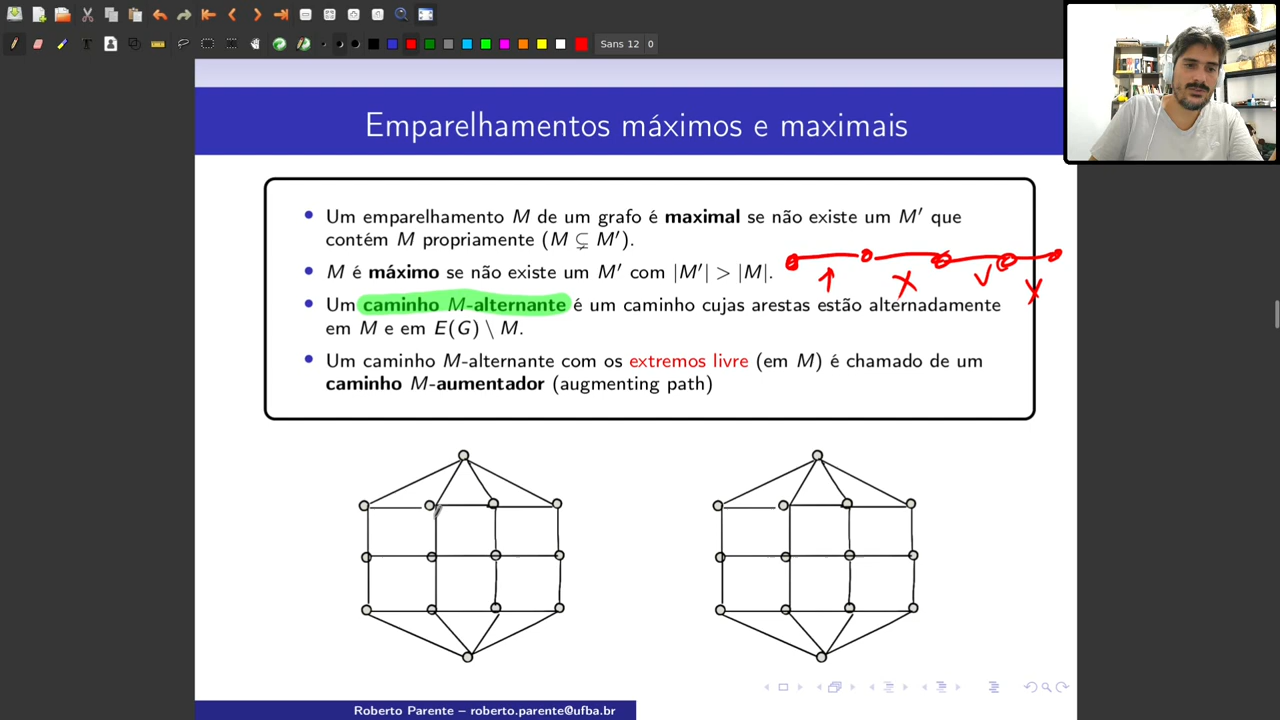 Sans 12 0
Emparelhamentos máximos e maximais
• Um emparelhamento M de um grafo é maximal se não existe um M′ que
contém M propriamente (M ⊊ M′).
• M é máximo se não existe um M′ com |M′| > |M|.
• Um caminho M-alternante é um caminho cujas arestas estão alternadamente
em M e em E(G) \ M.
• Um caminho M-alternante com os extremos livre (em M) é chamado de um
caminho M-aumentador (augmenting path)
Roberto Parente – roberto.parente@ufba.br